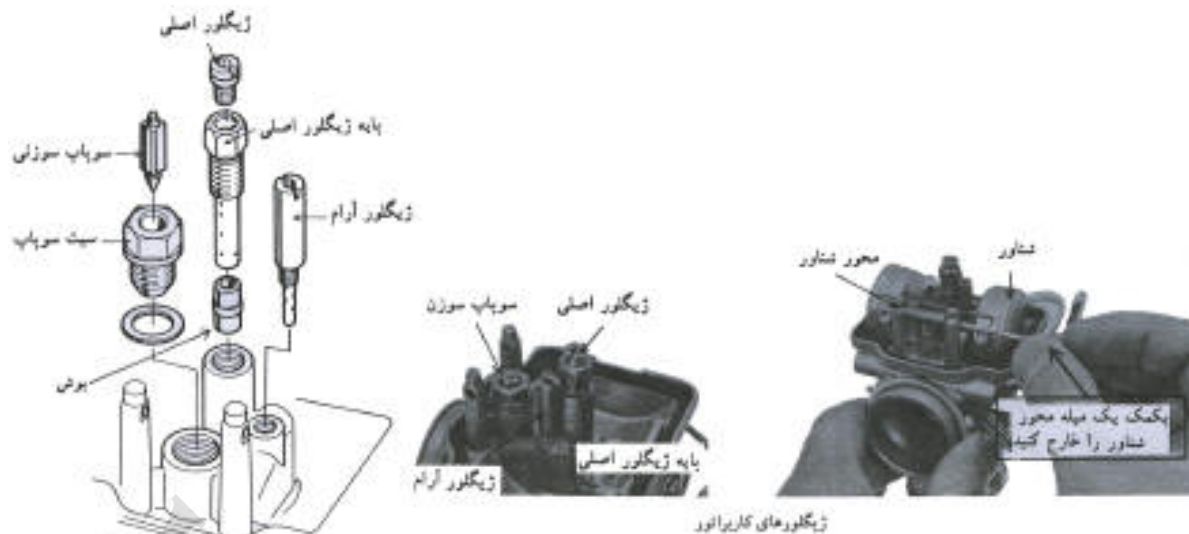 ژیگلور اصلی
پایه ژیگلور اصلی
سوپاپ سوزنی
ژیگلور آرام
سیت سوپاپ
بوش
ژیگلور اصلی
سوپاپ سوزن
پایه ژیگلور اصلی
ژیگلور آرام
شناور
محور شناور
بکمک یک میله محور
شناور را خارج کنید
ژیگلورهای کاربراتور